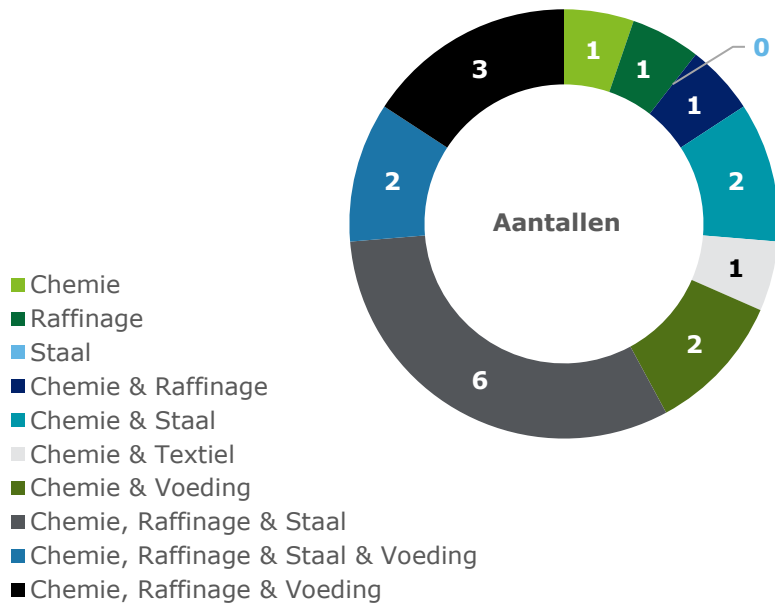 3
1
1
0
1
2
2
Aantallen
1
2
6
Chemie
Raffinage
Staal
Chemie & Raffinage
Chemie & Staal
Chemie & Textiel
Chemie & Voeding
Chemie, Raffinage & Staal
Chemie, Raffinage & Staal & Voeding
Chemie, Raffinage & Voeding